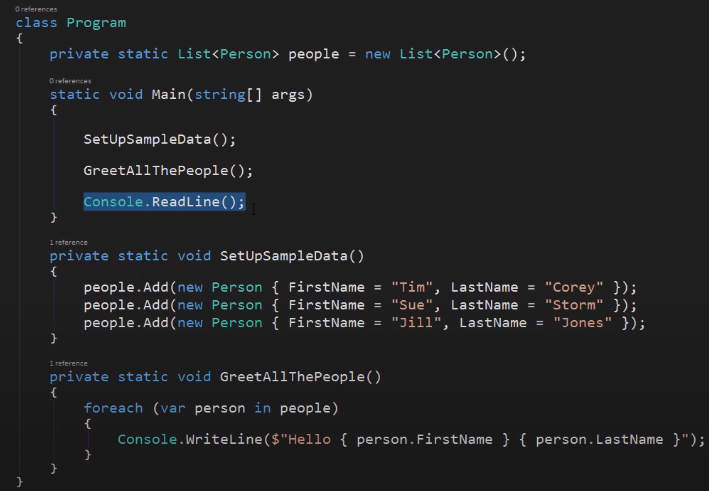 0 references
class Program
{
private static List<Person> people = new List<Person>();
0 references
static void Main(string[] args)
{
SetUpSampleData();
GreetAllThePeople();
Console.ReadLine();
}
1 reference
private static void SetUpSampleData()
{
people.Add(new Person { FirstName = "Tim", LastName = "Corey" });
people.Add(new Person { FirstName = "Sue", LastName = "Storm" });
people.Add(new Person { FirstName = "Jill", LastName = "Jones" });
}
1 reference
private static void GreetAllThePeople()
{
foreach (var person in people)
{
Console.WriteLine($"Hello { person.FirstName } { person.LastName }");
}
}
}